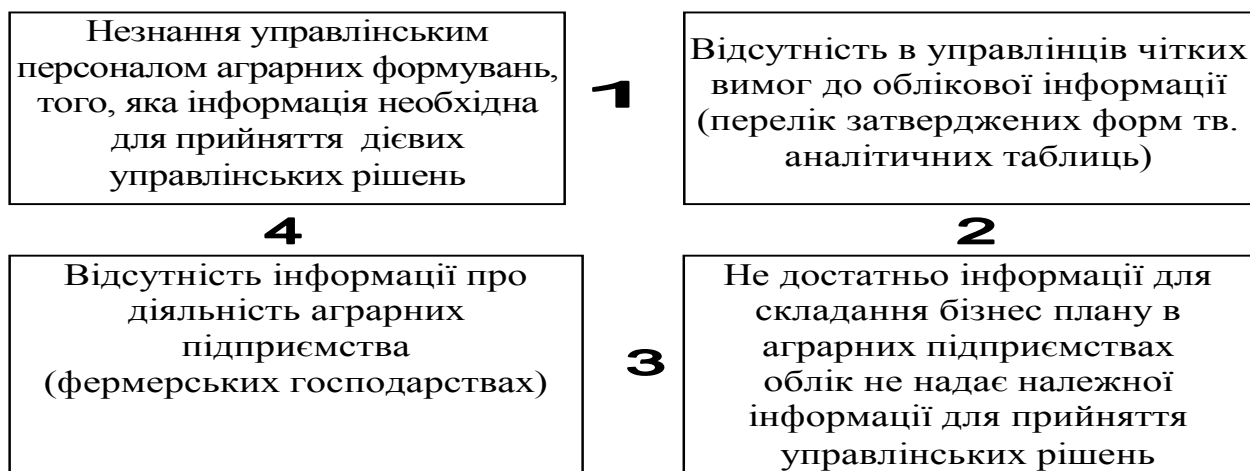 Незнання управлінським
персоналом аграрних формувань,
того, яка інформація необхідна
для прийняття дієвих
управлінських рішень
1
Відсутність в управлінців чітких
вимог до облікової інформації
(перелік затверджених форм тв.
аналітичних таблиць)
4
2
Відсутність інформації про
діяльність аграрних
підприємства
(фермерських господарствах)
3
Не достатньо інформації для
складання бізнес плану в
аграрних підприємствах
облік не надає належної
інформації для прийняття
управлінських рішень